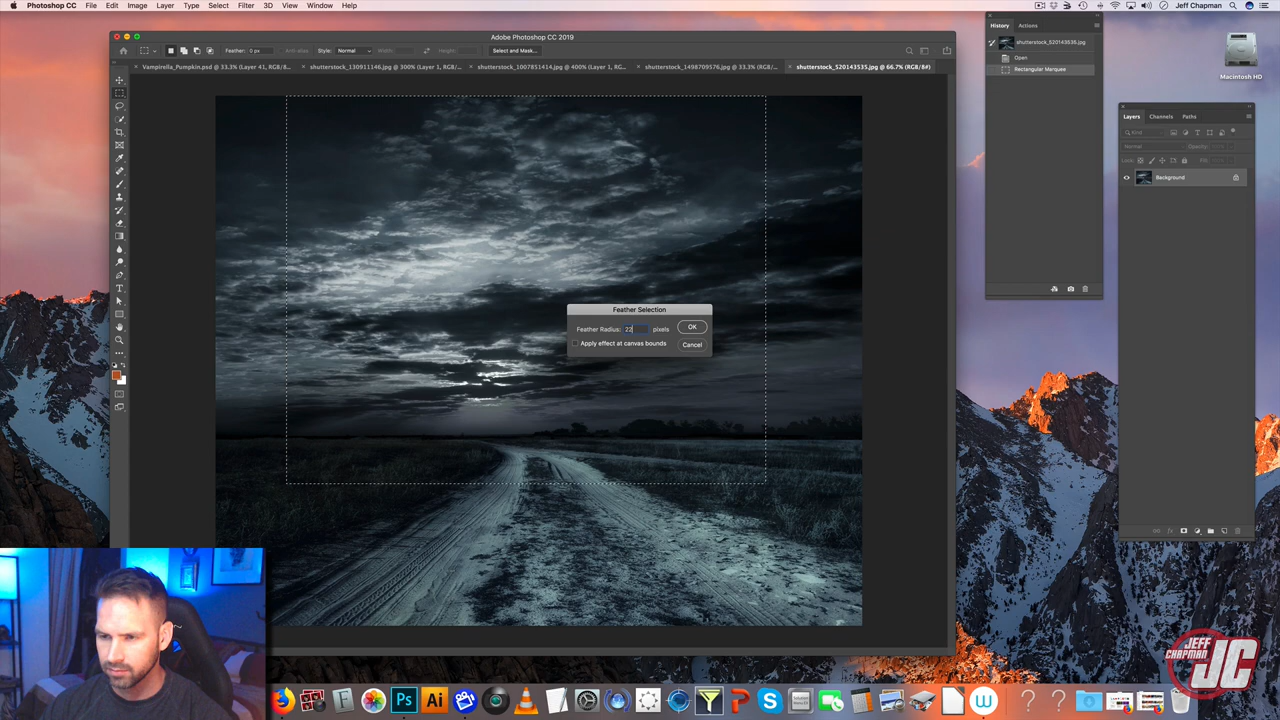 Photoshop CC File Edit Image Layer Type Select Filter 3D View Window Help
Jeff Chapman
Adobe Photoshop CC 2019
Feather: 0 px Anti-alias Style: Normal Width: Height: Select and Mask...
Vampirella_Pumpkin.psd @ 33.3% (Layer 41, RGB/8...
shutterstock_130911146.jpg @ 300% (Layer 1, RGB/...
shutterstock_1007851414.jpg @ 400% (Layer 1, RGB/...
shutterstock_1498709576.jpg @ 33.3% (Layer 1, RGB/...
shutterstock_520143535.jpg @ 66.7% (RGB/8#)
History Actions
shutterstock_520143535.jpg
Open
Rectangular Marquee
Macintosh HD
Layers Channels Paths
Kind
Normal Opacity: 100%
Lock: Fill:
Background
Feather Selection
Feather Radius: 22 pixels OK
Apply effect at canvas bounds Cancel
JEFF
CHAPMAN
JC